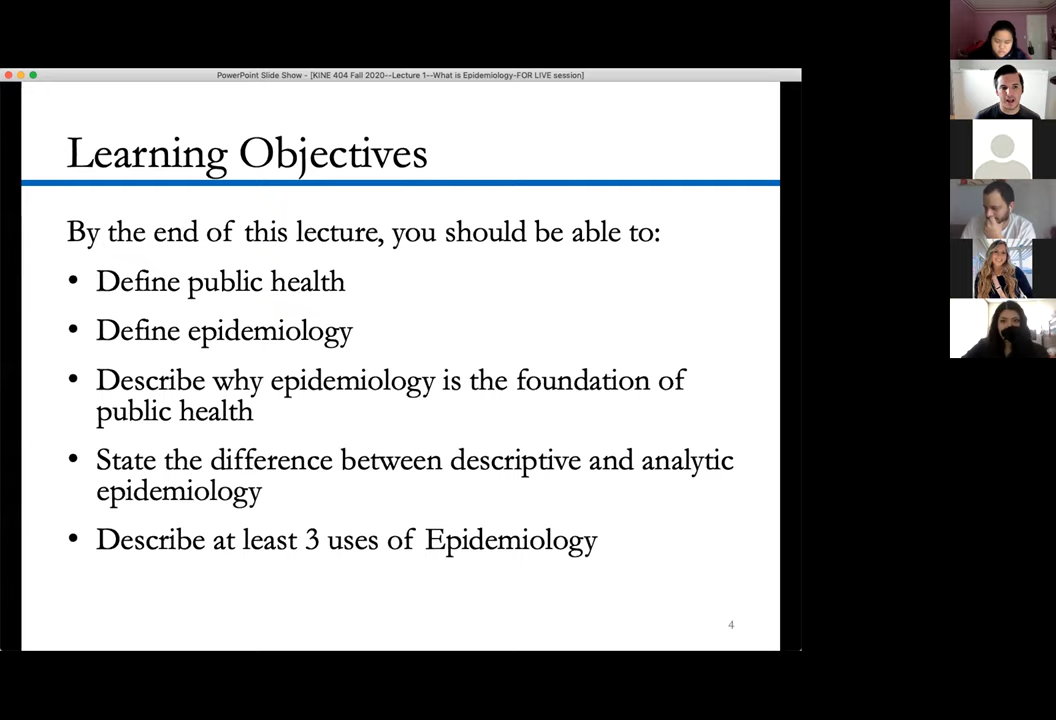 PowerPoint Slide Show - [KINE 404 Fall 2020--Lecture 1--What is Epidemiology-FOR LIVE session]
Learning Objectives
By the end of this lecture, you should be able to:
• Define public health
• Define epidemiology
• Describe why epidemiology is the foundation of
public health
• State the difference between descriptive and analytic
epidemiology
• Describe at least 3 uses of Epidemiology
4